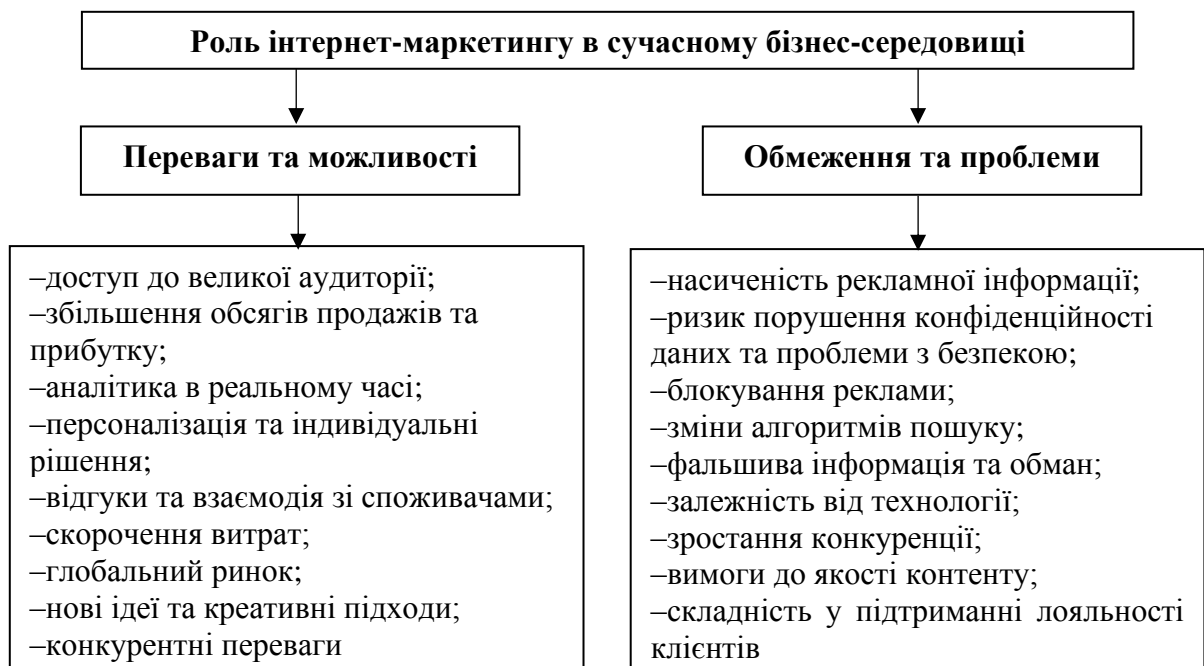 Роль інтернет-маркетингу в сучасному бізнес-середовищі
Переваги та можливості
–доступ до великої аудиторії;
–збільшення обсягів продажів та
прибутку;
–аналітика в реальному часі;
–персоналізація та індивідуальні
рішення;
–відгуки та взаємодія зі споживачами;
–скорочення витрат;
–глобальний ринок;
–нові ідеї та креативні підходи;
–конкурентні переваги
Обмеження та проблеми
–насиченість рекламної інформації;
–ризик порушення конфіденційності
даних та проблеми з безпекою;
–блокування реклами;
–зміни алгоритмів пошуку;
–фальшива інформація та обман;
–залежність від технології;
–зростання конкуренції;
–вимоги до якості контенту;
–складність у підтриманні лояльності
клієнтів